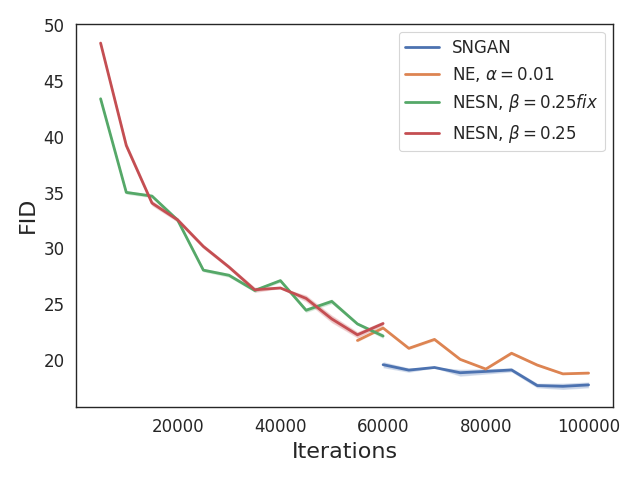 50
45
40
35
30
25
20
FID
20000 40000 60000 80000 100000
Iterations
SNGAN
NE, α = 0.01
NESN, β = 0.25fix
NESN, β = 0.25